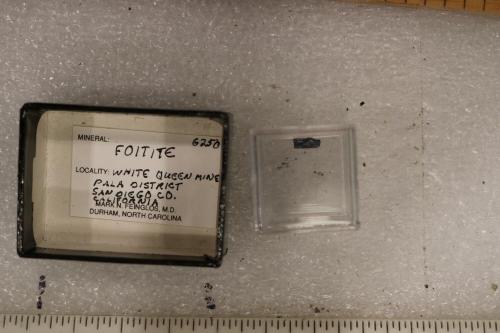 MINERAL: 6250
FOITITE
LOCALITY: WHITE QUEEN MINE
PALA DISTRICT
SAN DIEGO CO.
CALIFORNIA
MARK N. FEINGLOS, M.D.
DURHAM, NORTH CAROLINA